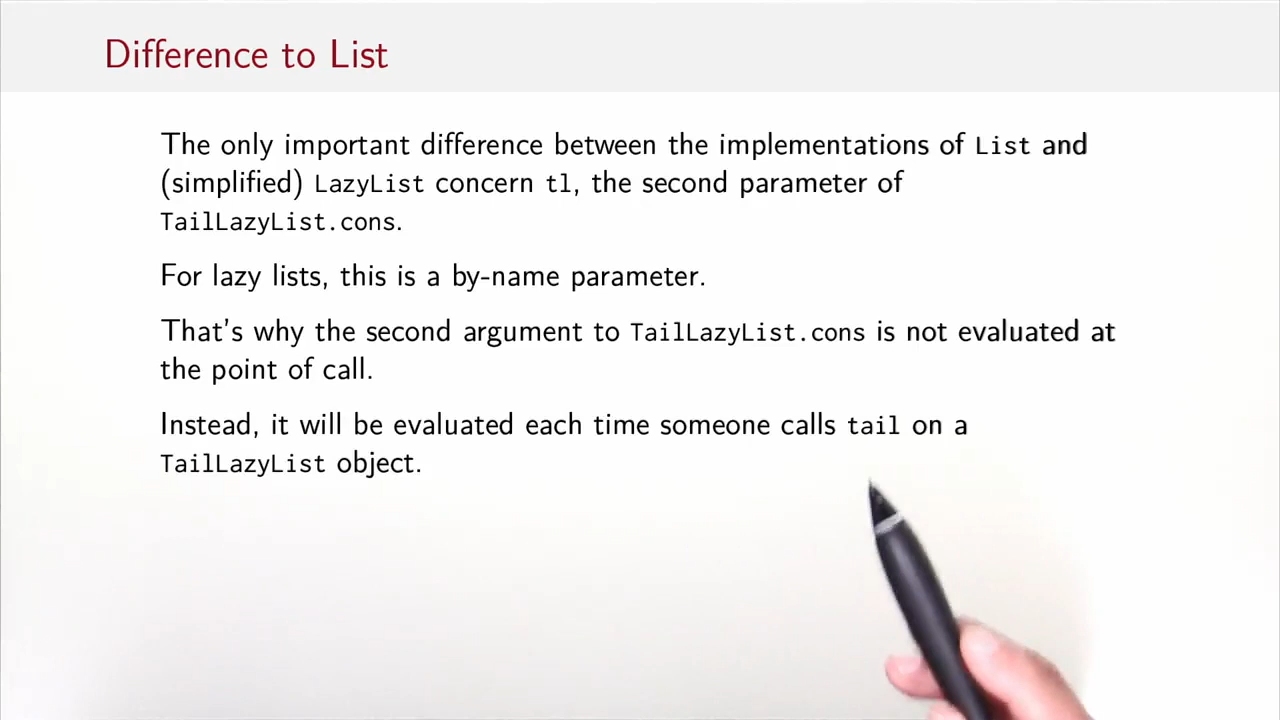 Difference to List
The only important difference between the implementations of List and
(simplified) LazyList concern tl, the second parameter of
TailLazyList.cons.
For lazy lists, this is a by-name parameter.
That's why the second argument to TailLazyList.cons is not evaluated at
the point of call.
Instead, it will be evaluated each time someone calls tail on a
TailLazyList object.